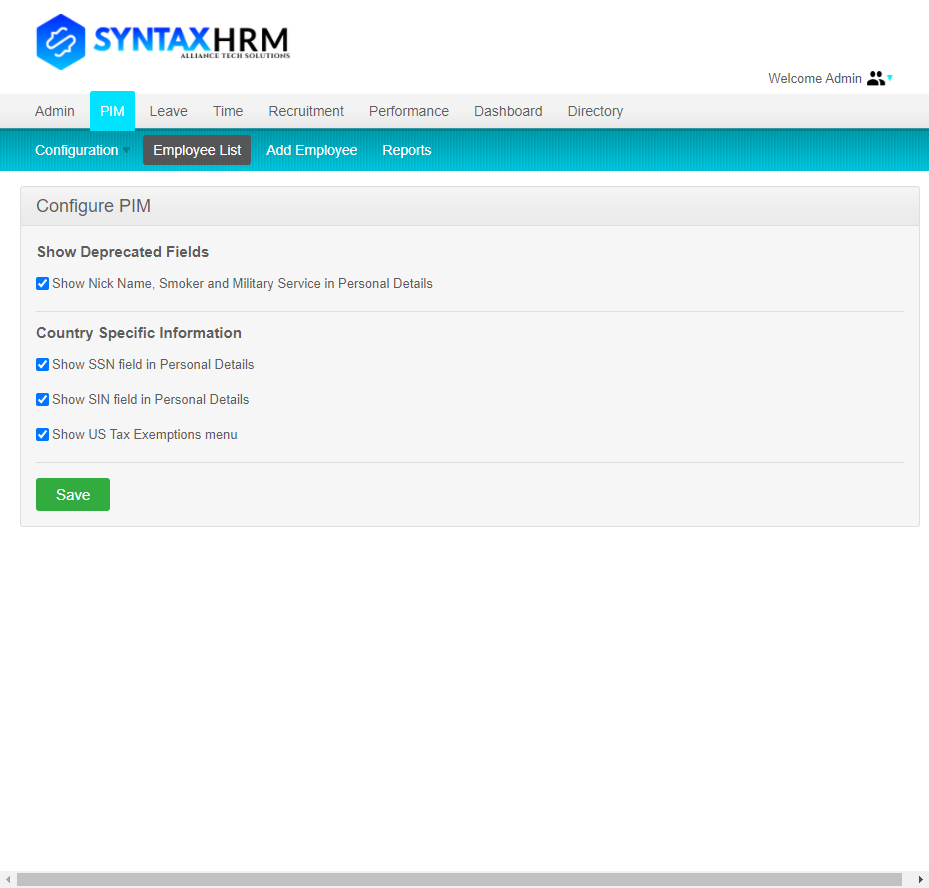 SYNTAXHRM
ALLIANCE TECH SOLUTIONS
Welcome Admin
Admin PIM Leave Time Recruitment Performance Dashboard Directory
Configuration Employee List Add Employee Reports
Configure PIM
Show Deprecated Fields
Show Nick Name, Smoker and Military Service in Personal Details
Country Specific Information
Show SSN field in Personal Details
Show SIN field in Personal Details
Show US Tax Exemptions menu
Save